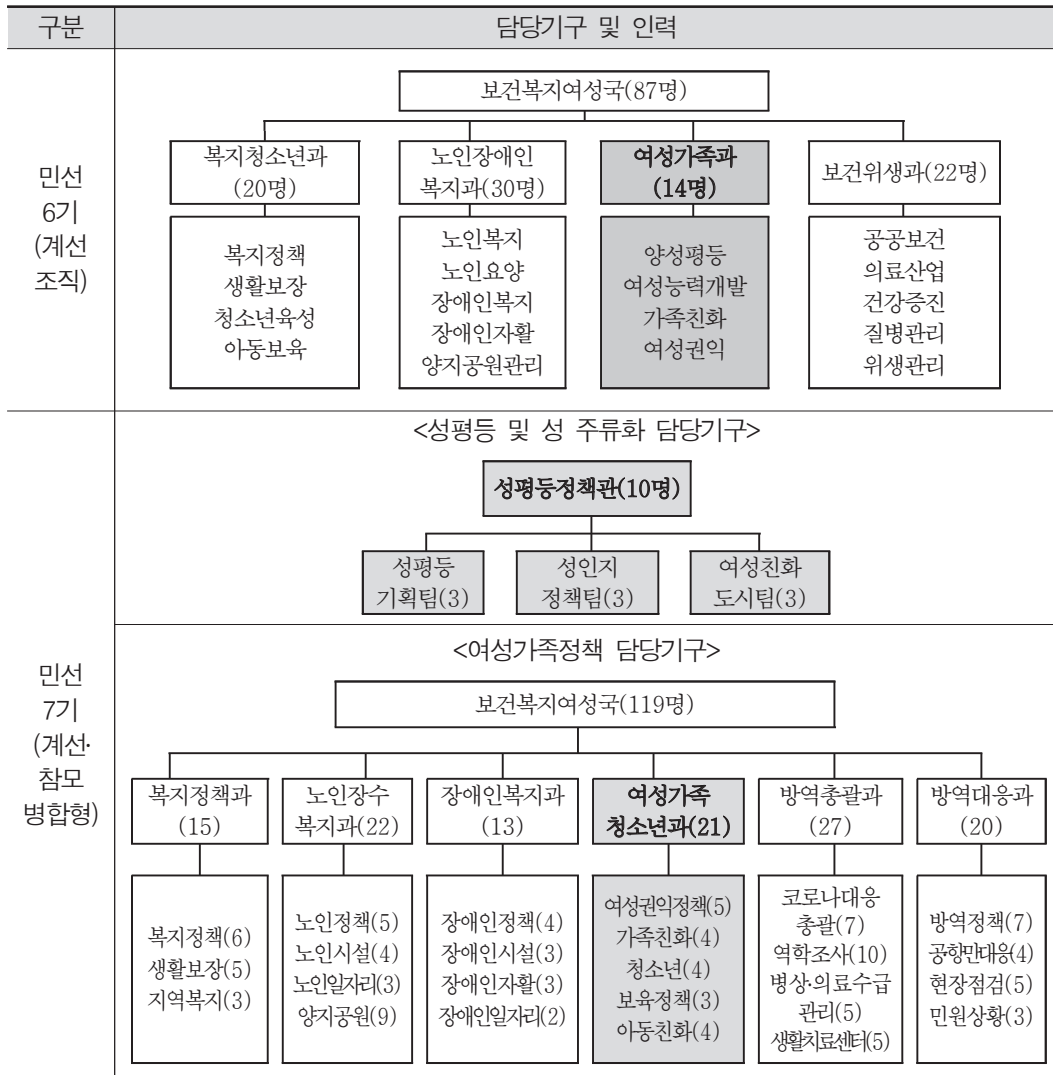 구분
담당기구 및 인력
민선
6기
(계선
조직)
보건복지여성국(87명)
복지청소년과
(20명)
노인장애인
복지과(30명)
여성가족과
(14명)
보건위생과(22명)
복지정책
생활보장
청소년육성
아동보육
노인복지
노인요양
장애인복지
장애인자활
양지공원관리
양성평등
여성능력개발
가족친화
여성권익
공공보건
의료산업
건강증진
질병관리
위생관리
민선
7기
(계선·
참모
병합형)
<성평등 및 성 주류화 담당기구>
성평등정책관(10명)
성평등
기획팀(3)
성인지
정책팀(3)
여성친화
도시팀(3)
<여성가족정책 담당기구>
보건복지여성국(119명)
복지정책과
(15)
노인장수
복지과(22)
장애인복지과
(13)
여성가족
청소년과(21)
방역총괄과
(27)
방역대응과
(20)
복지정책(6)
생활보장(5)
지역복지(3)
노인정책(5)
노인시설(4)
노인일자리(3)
양지공원(9)
장애인정책(4)
장애인시설(3)
장애인자활(3)
장애인일자리(2)
여성권익정책(5)
가족친화(4)
청소년(4)
보육정책(3)
아동친화(4)
코로나대응
총괄(7)
역학조사(10)
병상·의료수급
관리(5)
생활치료센터(5)
방역정책(7)
공항만대응(4)
현장점검(5)
민원상황(3)